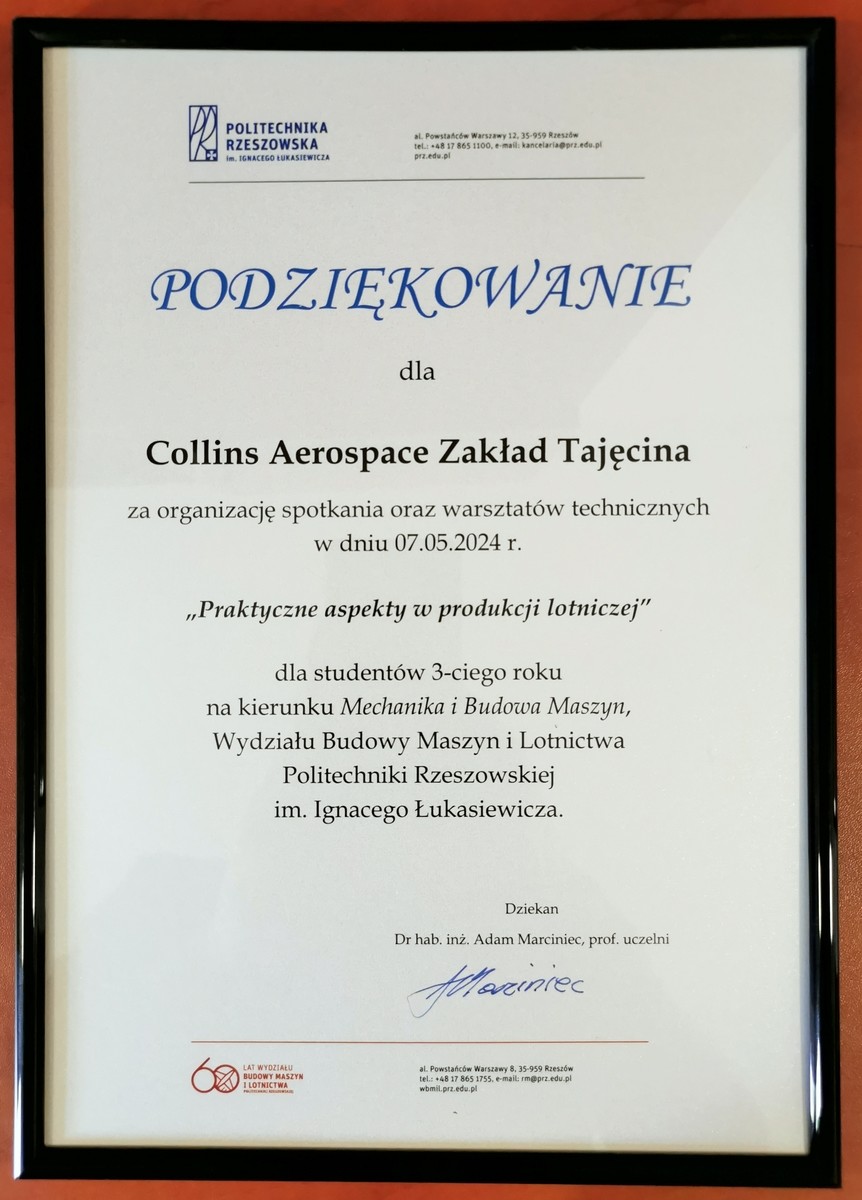 POLITECHNIKA
RZESZOWSKA
im. IGNACEGO ŁUKASIEWICZA
al. Powstańców Warszawy 12, 35-959 Rzeszów
tel.: +48 17 865 1100, e-mail: kancelaria@prz.edu.pl
prz.edu.pl
PODZIĘKOWANIE
dla
Collins Aerospace Zakład Tajęcina
za organizację spotkania oraz warsztatów technicznych
w dniu 07.05.2024 r.
„Praktyczne aspekty w produkcji lotniczej”
dla studentów 3-ciego roku
na kierunku Mechanika i Budowa Maszyn,
Wydziału Budowy Maszyn i Lotnictwa
Politechniki Rzeszowskiej
im. Ignacego Łukasiewicza.
Dziekan
Dr hab. inż. Adam Marciniec, prof. uczelni
AMarciniec
60 LAT WYDZIAŁU
BUDOWY MASZYN
I LOTNICTWA
POLITECHNIKI RZESZOWSKIEJ
al. Powstańców Warszawy 8, 35-959 Rzeszów
tel.: +48 17 865 1755, e-mail: rm@prz.edu.pl
wbmil.prz.edu.pl